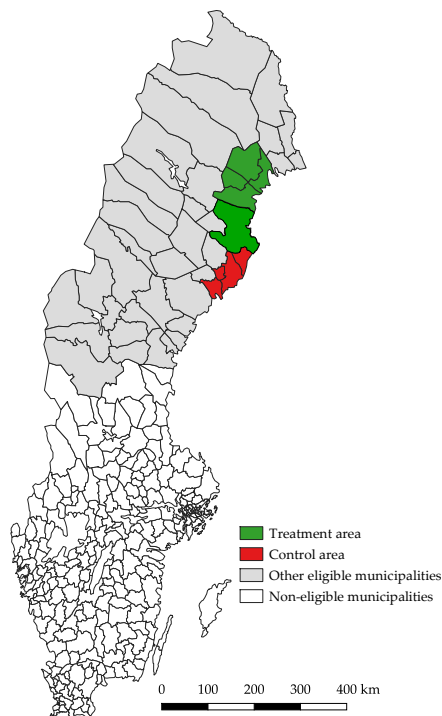 Treatment area
Control area
Other eligible municipalities
Non-eligible municipalities
0 100 200 300 400 km